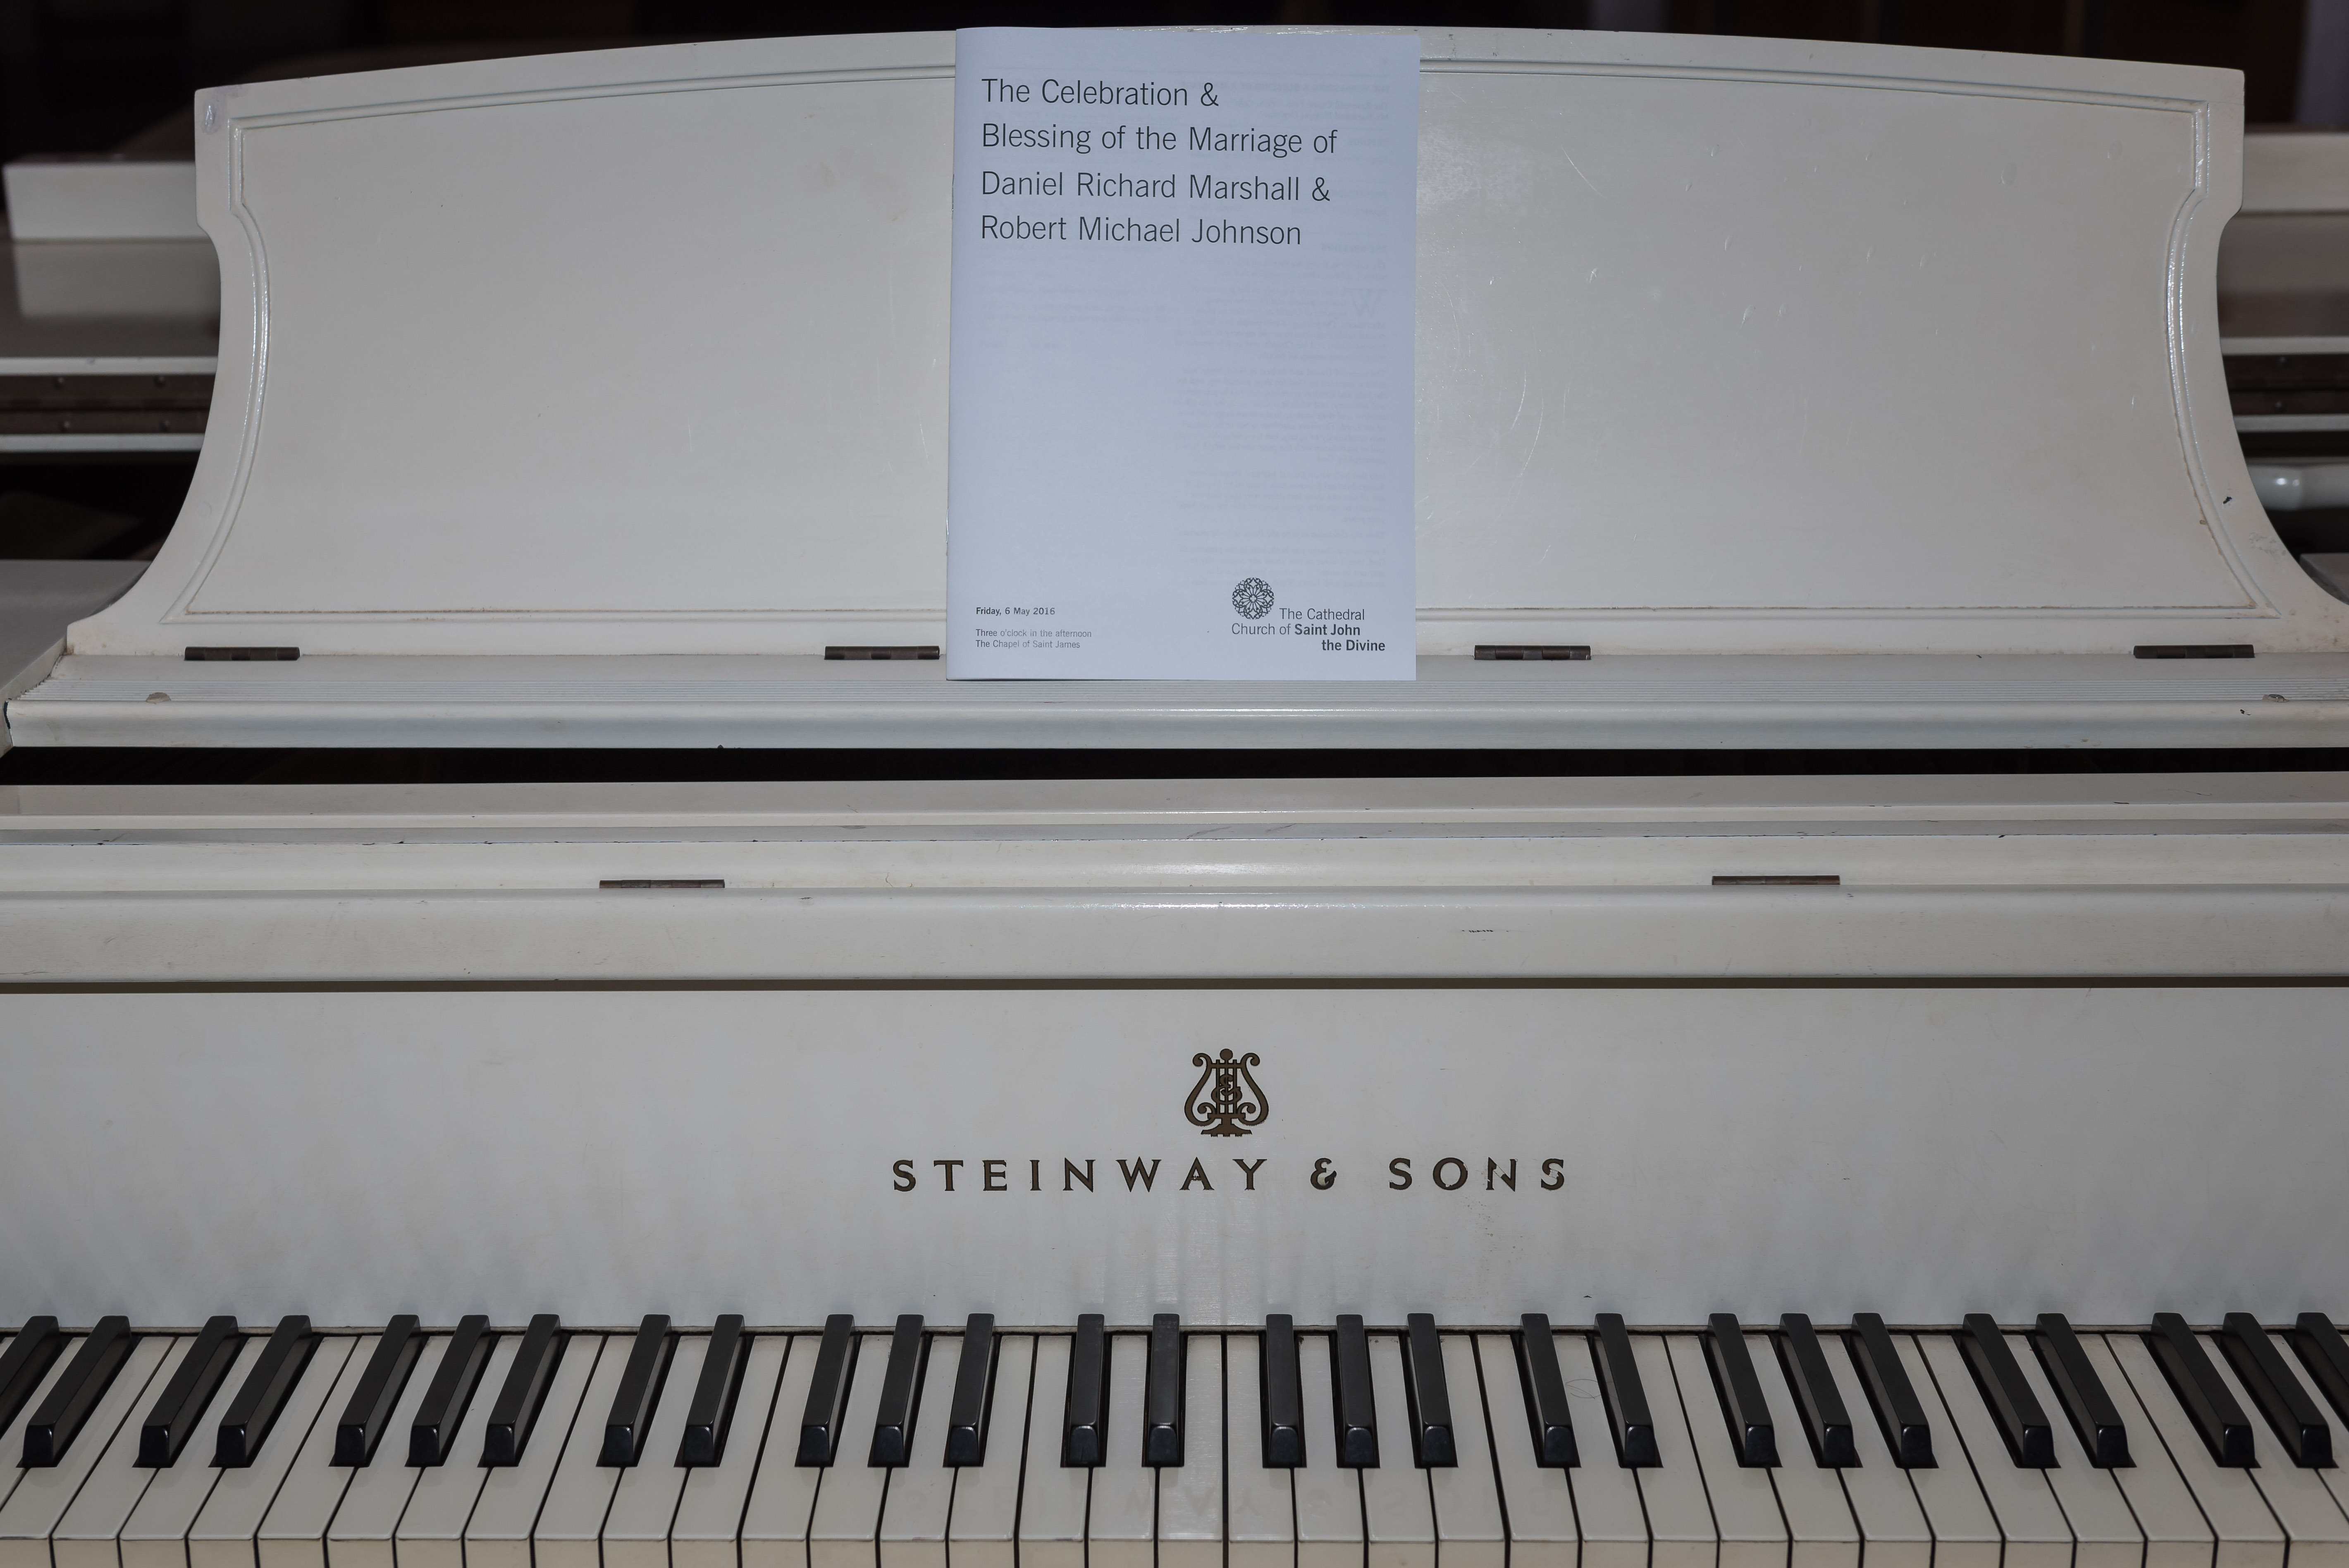 The Celebration &
Blessing of the Marriage of
Daniel Richard Marshall &
Robert Michael Johnson
Friday, 6 May 2016
Three o'clock in the afternoon
The Chapel of Saint James
The Cathedral
Church of Saint John
the Divine
STEINWAY & SONS